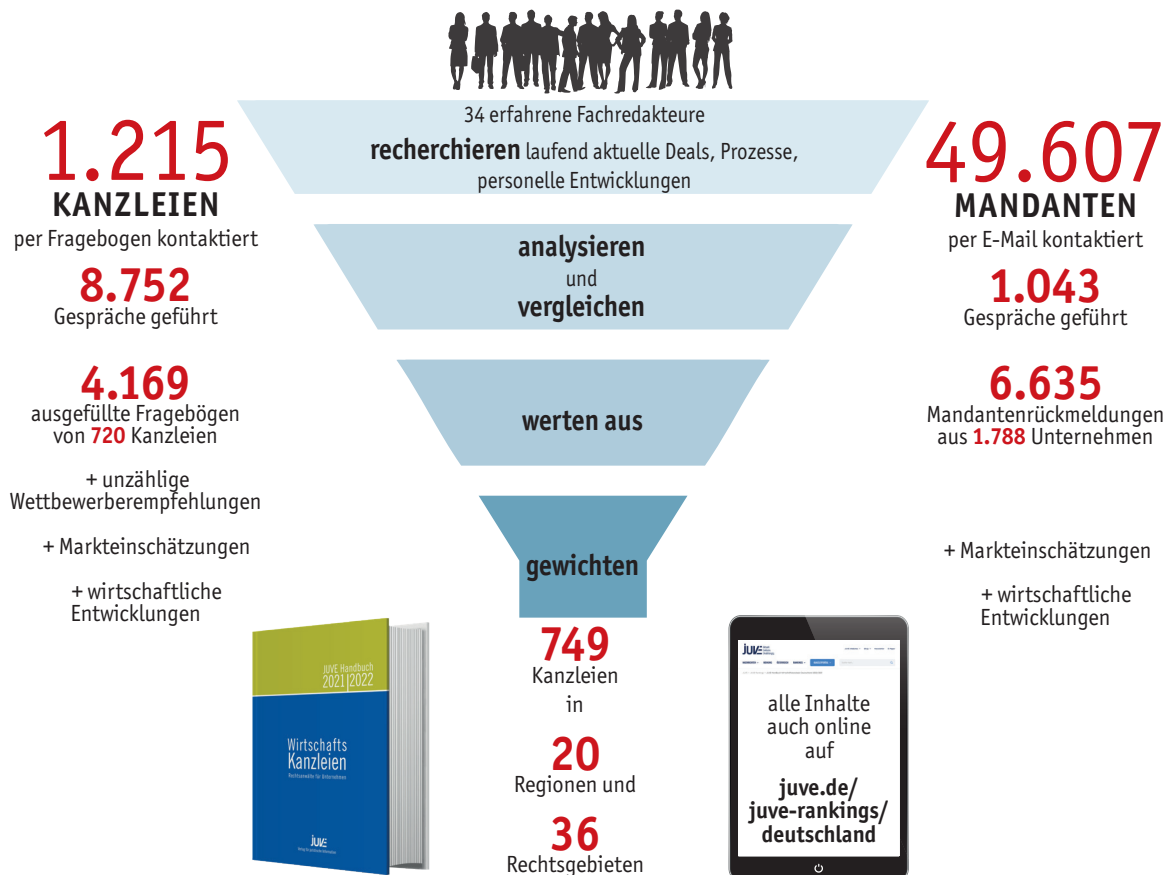 34 erfahrene Fachredakteure
recherchieren laufend aktuelle Deals, Prozesse,
personelle Entwicklungen
analysieren
und
vergleichen
werten aus
gewichten
1.215
KANZLEIEN
per Fragebogen kontaktiert
8.752
Gespräche geführt
4.169
ausgefüllte Fragebögen
von 720 Kanzleien
+ unzählige
Wettbewerberempfehlungen
+ Markteinschätzungen
+ wirtschaftliche
Entwicklungen
49.607
MANDANTEN
per E-Mail kontaktiert
1.043
Gespräche geführt
6.635
Mandantenrückmeldungen
aus 1.788 Unternehmen
+ Markteinschätzungen
+ wirtschaftliche
Entwicklungen
JUVE Handbuch
2021|2022
Wirtschafts
Kanzleien
Rechtsanwälte für Unternehmen
JUVE
749
Kanzleien
in
20
Regionen und
36
Rechtsgebieten
JUVE
alle Inhalte
auch online
auf
juve.de/
juve-rankings/
deutschland